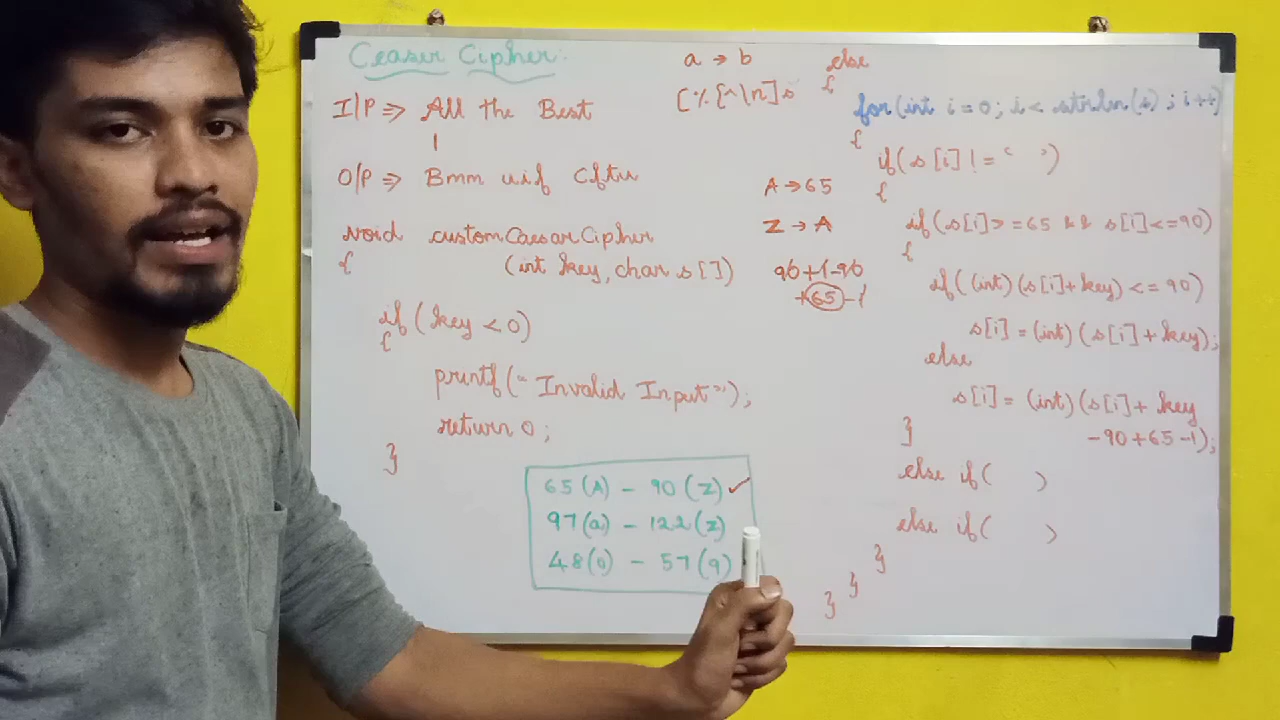 Ceaser Cipher:
I/P => All the Best
O/P => Bmm uif Cftu
void customCaesarCipher
(int key, char s[])
{
if(key < 0)
{
printf("Invalid Input");
return 0;
}
65(A) - 90(Z) ✓
97(a) - 122(z)
48(0) - 57(9)
a → b
[%[^\n]s
A → 65
Z → A
90+1-90
+65-1
else
{
for(int i=0; i< strlen(s); i++)
{
if(s[i] != ' ')
{
if(s[i]>=65 && s[i]<=90)
{
if((int)(s[i]+key)<=90)
s[i] = (int)(s[i]+key);
else
s[i] = (int)(s[i]+key
-90+65-1);
}
else if( )
else if( )
}
}
}